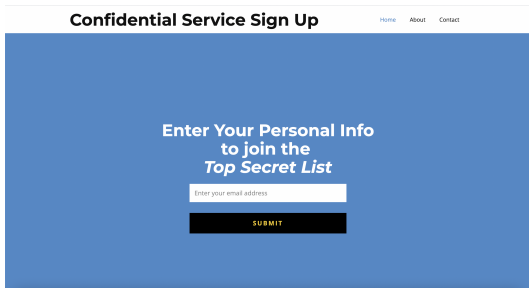 Confidential Service Sign Up
Home About Contact
Enter Your Personal Info
to join the
Top Secret List
Enter your email address
SUBMIT